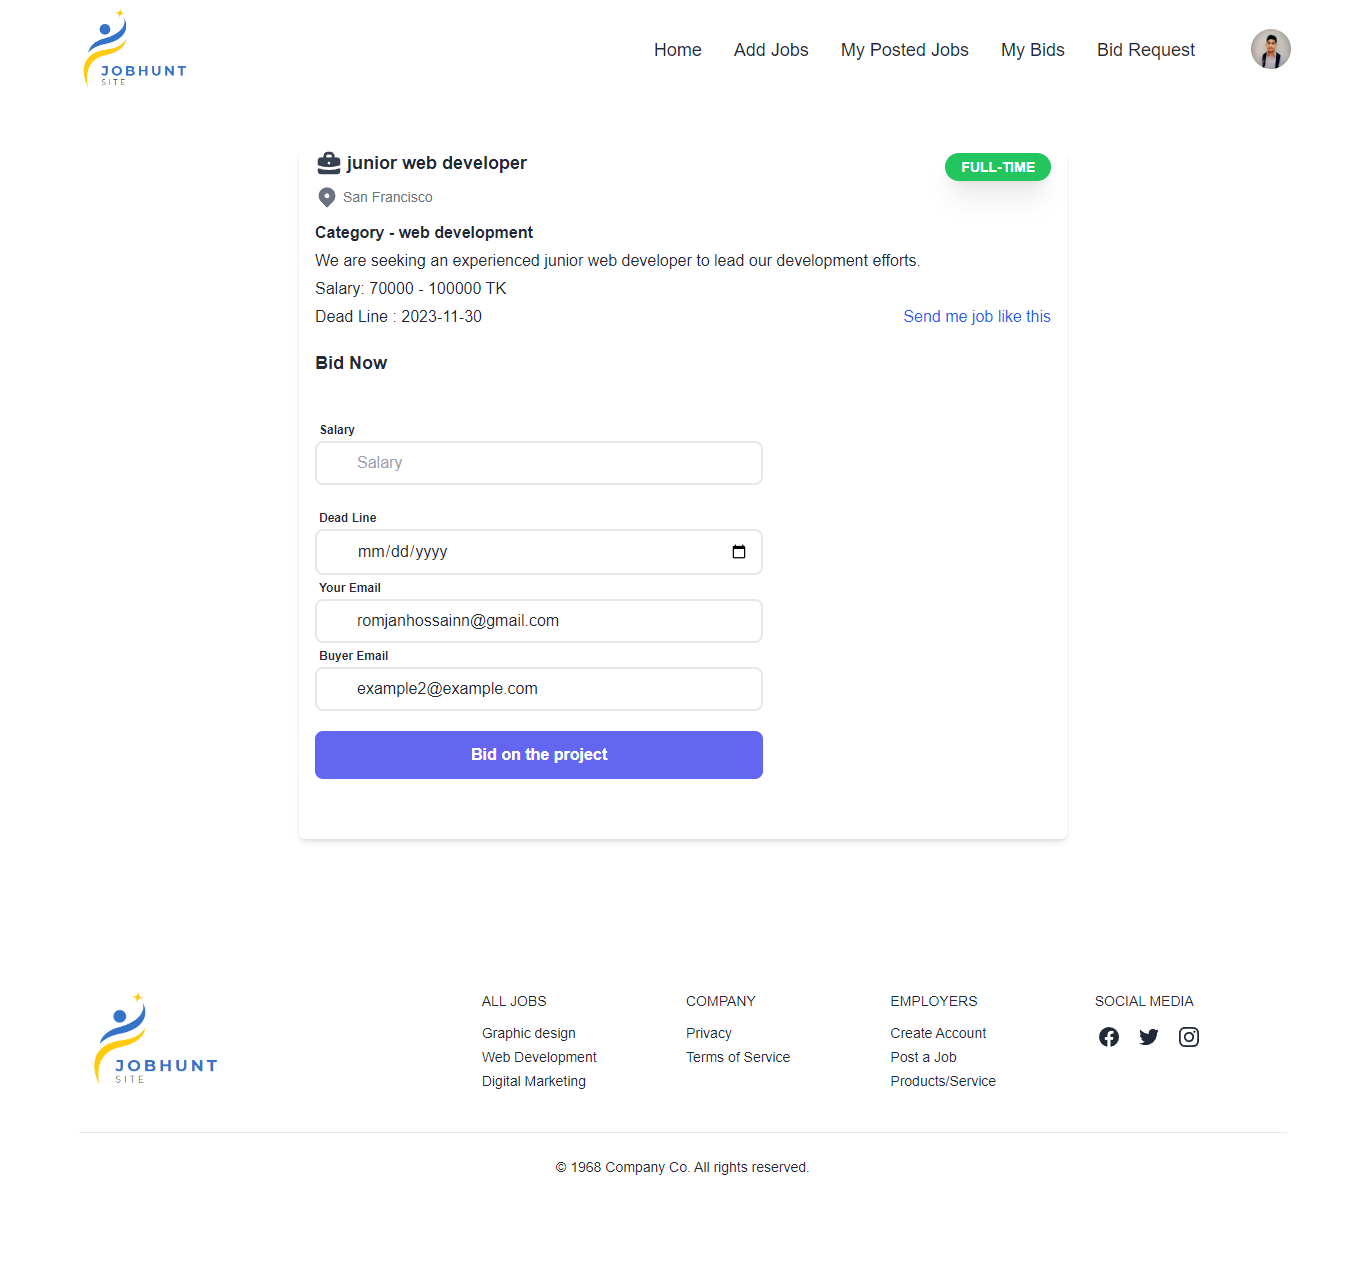 JOBHUNT
SITE
Home Add Jobs My Posted Jobs My Bids Bid Request
junior web developer
FULL-TIME
San Francisco
Category - web development
We are seeking an experienced junior web developer to lead our development efforts.
Salary: 70000 - 100000 TK
Dead Line : 2023-11-30
Send me job like this
Bid Now
Salary
Salary
Dead Line
mm/dd/yyyy
Your Email
romjanhossainn@gmail.com
Buyer Email
example2@example.com
Bid on the project
JOBHUNT
SITE
ALL JOBS
Graphic design
Web Development
Digital Marketing
COMPANY
Privacy
Terms of Service
EMPLOYERS
Create Account
Post a Job
Products/Service
SOCIAL MEDIA
© 1968 Company Co. All rights reserved.